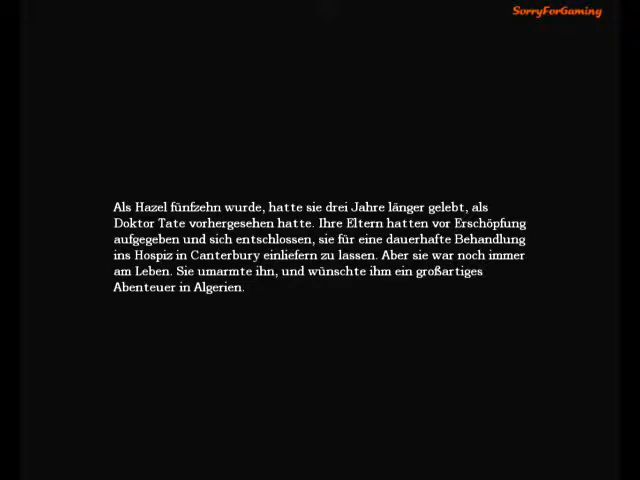 SorryForGaming
Als Hazel fünfzehn wurde, hatte sie drei Jahre länger gelebt, als
Doktor Tate vorhergesehen hatte. Ihre Eltern hatten vor Erschöpfung
aufgegeben und sich entschlossen, sie für eine dauerhafte Behandlung
ins Hospiz in Canterbury einliefern zu lassen. Aber sie war noch immer
am Leben. Sie umarmte ihn, und wünschte ihm ein großartiges
Abenteuer in Algerien.